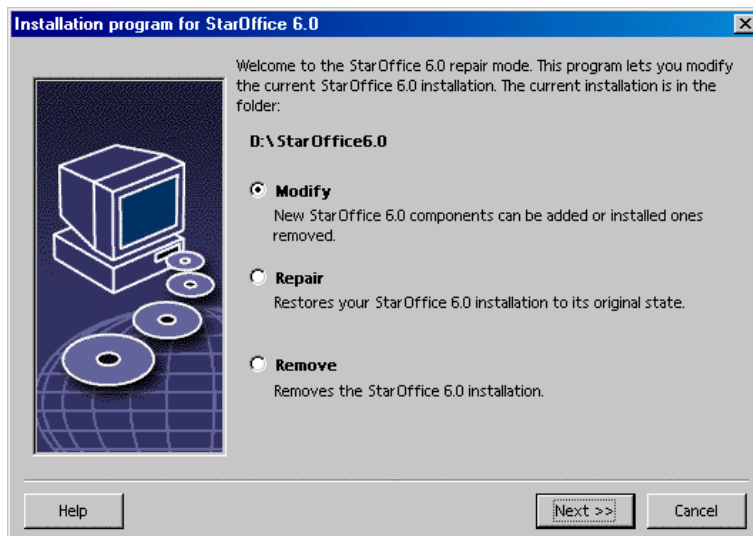 Installation program for StarOffice 6.0
Welcome to the StarOffice 6.0 repair mode. This program lets you modify
the current StarOffice 6.0 installation. The current installation is in the
folder:
D:\StarOffice6.0
Modify
New StarOffice 6.0 components can be added or installed ones
removed.
Repair
Restores your StarOffice 6.0 installation to its original state.
Remove
Removes the StarOffice 6.0 installation.
Help
Next >>
Cancel